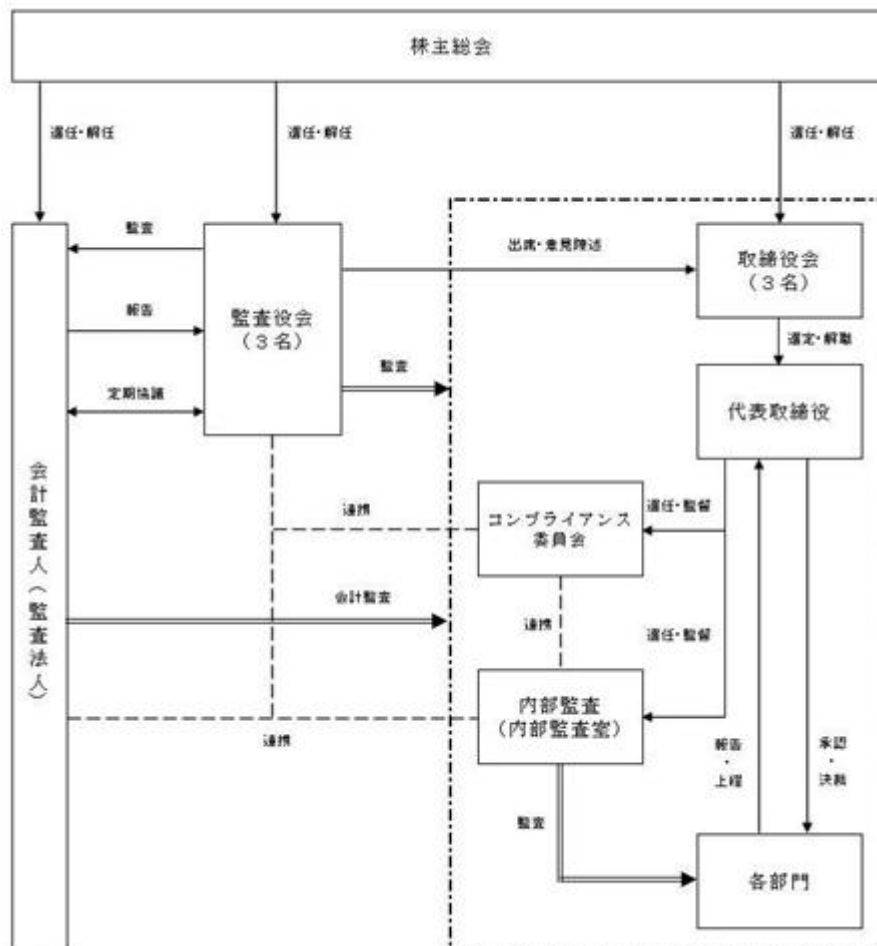 株主総会
選任・解任
選任・解任
選任・解任
監査
出席・意見陳述
取締役会
(3名)
報告
監査役会
(3名)
選定・解職
監査
定期協議
代表取締役
会計監査人(監査法人)
連携
コンプライアンス
委員会
選任・監督
会計監査
連携
選任・監督
内部監査
(内部監査室)
連携
報告・上程
承認・決裁
監査
各部門